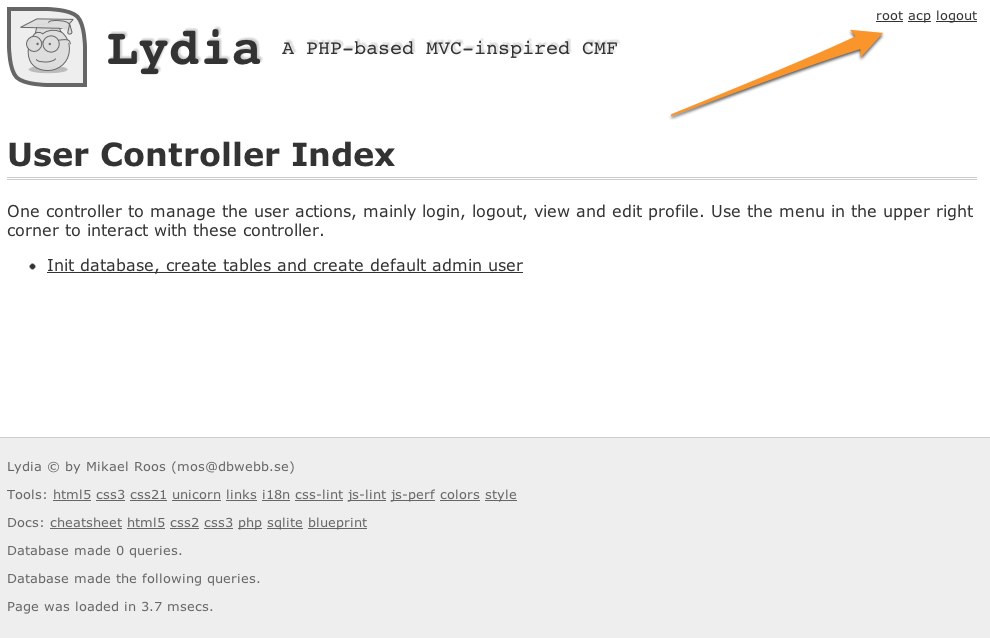 root acp logout
Lydia A PHP-based MVC-inspired CMF
User Controller Index
One controller to manage the user actions, mainly login, logout, view and edit profile. Use the menu in the upper right
corner to interact with these controller.
Init database, create tables and create default admin user
Lydia © by Mikael Roos (mos@dbwebb.se)
Tools: html5 css3 css21 unicorn links i18n css-lint js-lint js-perf colors style
Docs: cheatsheet html5 css2 css3 php sqlite blueprint
Database made 0 queries.
Database made the following queries.
Page was loaded in 3.7 msecs.